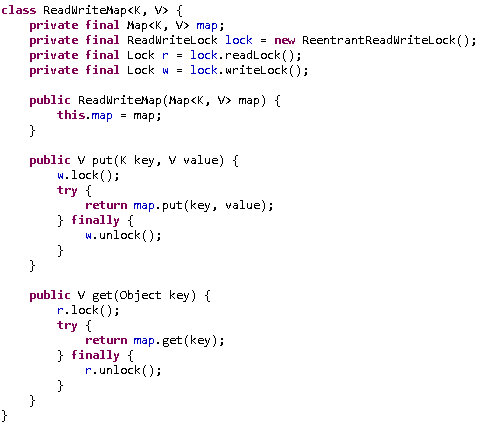 class ReadWriteMap<K, V> {
    private final Map<K, V> map;
    private final ReadWriteLock lock = new ReentrantReadWriteLock();
    private final Lock r = lock.readLock();
    private final Lock w = lock.writeLock();

    public ReadWriteMap(Map<K, V> map) {
        this.map = map;
    }

    public V put(K key, V value) {
        w.lock();
        try {
            return map.put(key, value);
        } finally {
            w.unlock();
        }
    }

    public V get(Object key) {
        r.lock();
        try {
            return map.get(key);
        } finally {
            r.unlock();
        }
    }
}